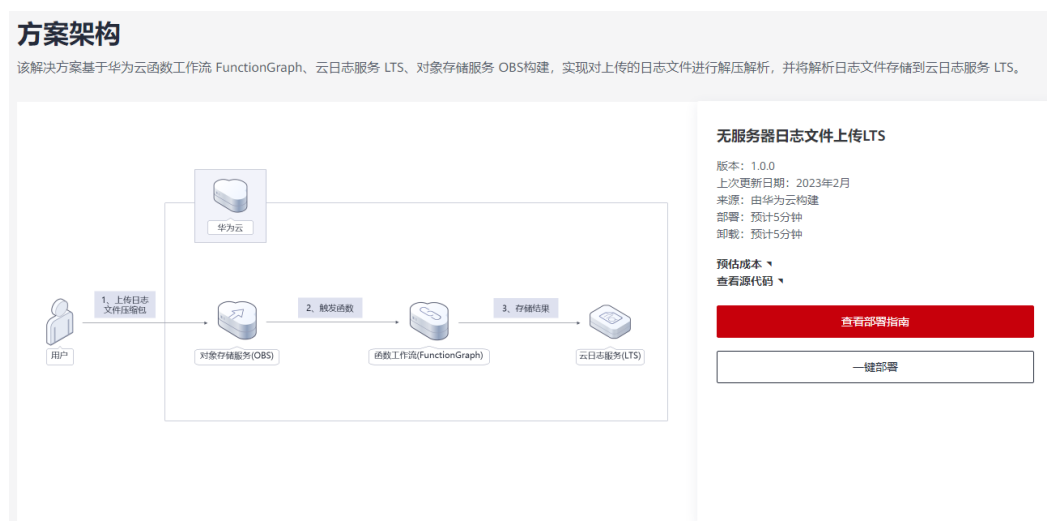 方案架构
该解决方案基于华为云函数工作流 FunctionGraph、云日志服务 LTS、对象存储服务 OBS构建，实现对上传的日志文件进行解压解析，并将解析日志文件存储到云日志服务 LTS。
无服务器日志文件上传LTS
版本：1.0.0
上次更新日期：2023年2月
来源：由华为云构建
部署：预计5分钟
卸载：预计5分钟
预估成本
查看源代码
查看部署指南
一键部署
华为云
1、上传日志
文件压缩包
2、触发函数
3、存储结果
用户
对象存储服务(OBS)
函数工作流(FunctionGraph)
云日志服务(LTS)